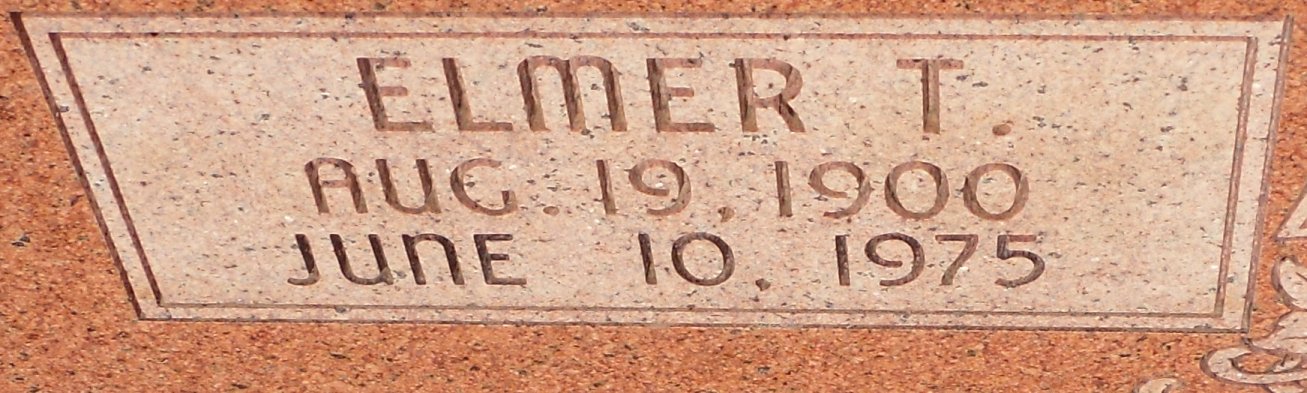 ELMER T.
AUG. 19, 1900
JUNE 10, 1975